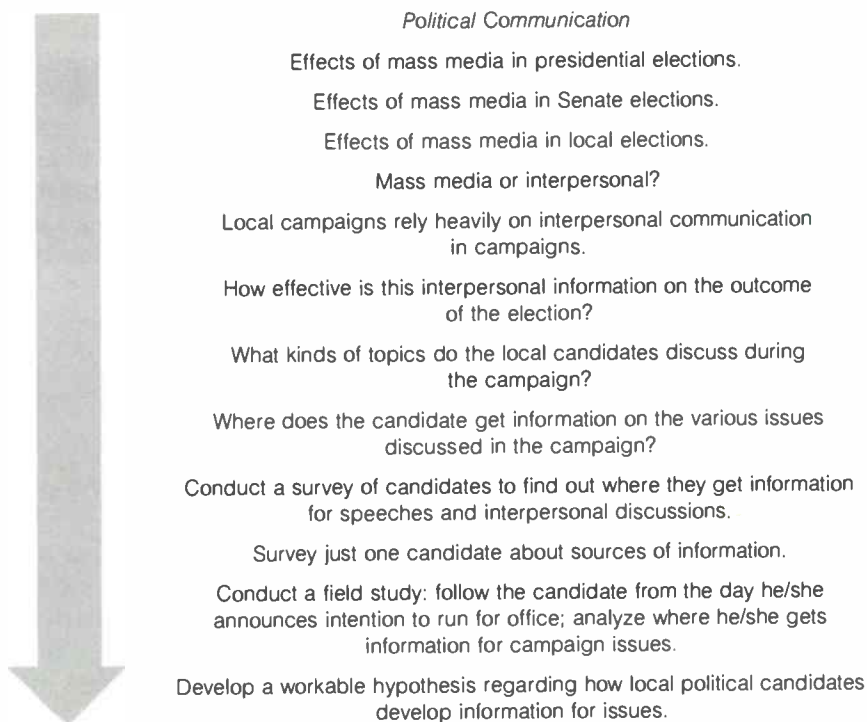 Political Communication
Effects of mass media in presidential elections.
Effects of mass media in Senate elections.
Effects of mass media in local elections.
Mass media or interpersonal?
Local campaigns rely heavily on interpersonal communication
in campaigns.
How effective is this interpersonal information on the outcome
of the election?
What kinds of topics do the local candidates discuss during
the campaign?
Where does the candidate get information on the various issues
discussed in the campaign?
Conduct a survey of candidates to find out where they get information
for speeches and interpersonal discussions.
Survey just one candidate about sources of information.
Conduct a field study: follow the candidate from the day he/she
announces intention to run for office; analyze where he/she gets
information for campaign issues.
Develop a workable hypothesis regarding how local political candidates
develop information for issues.